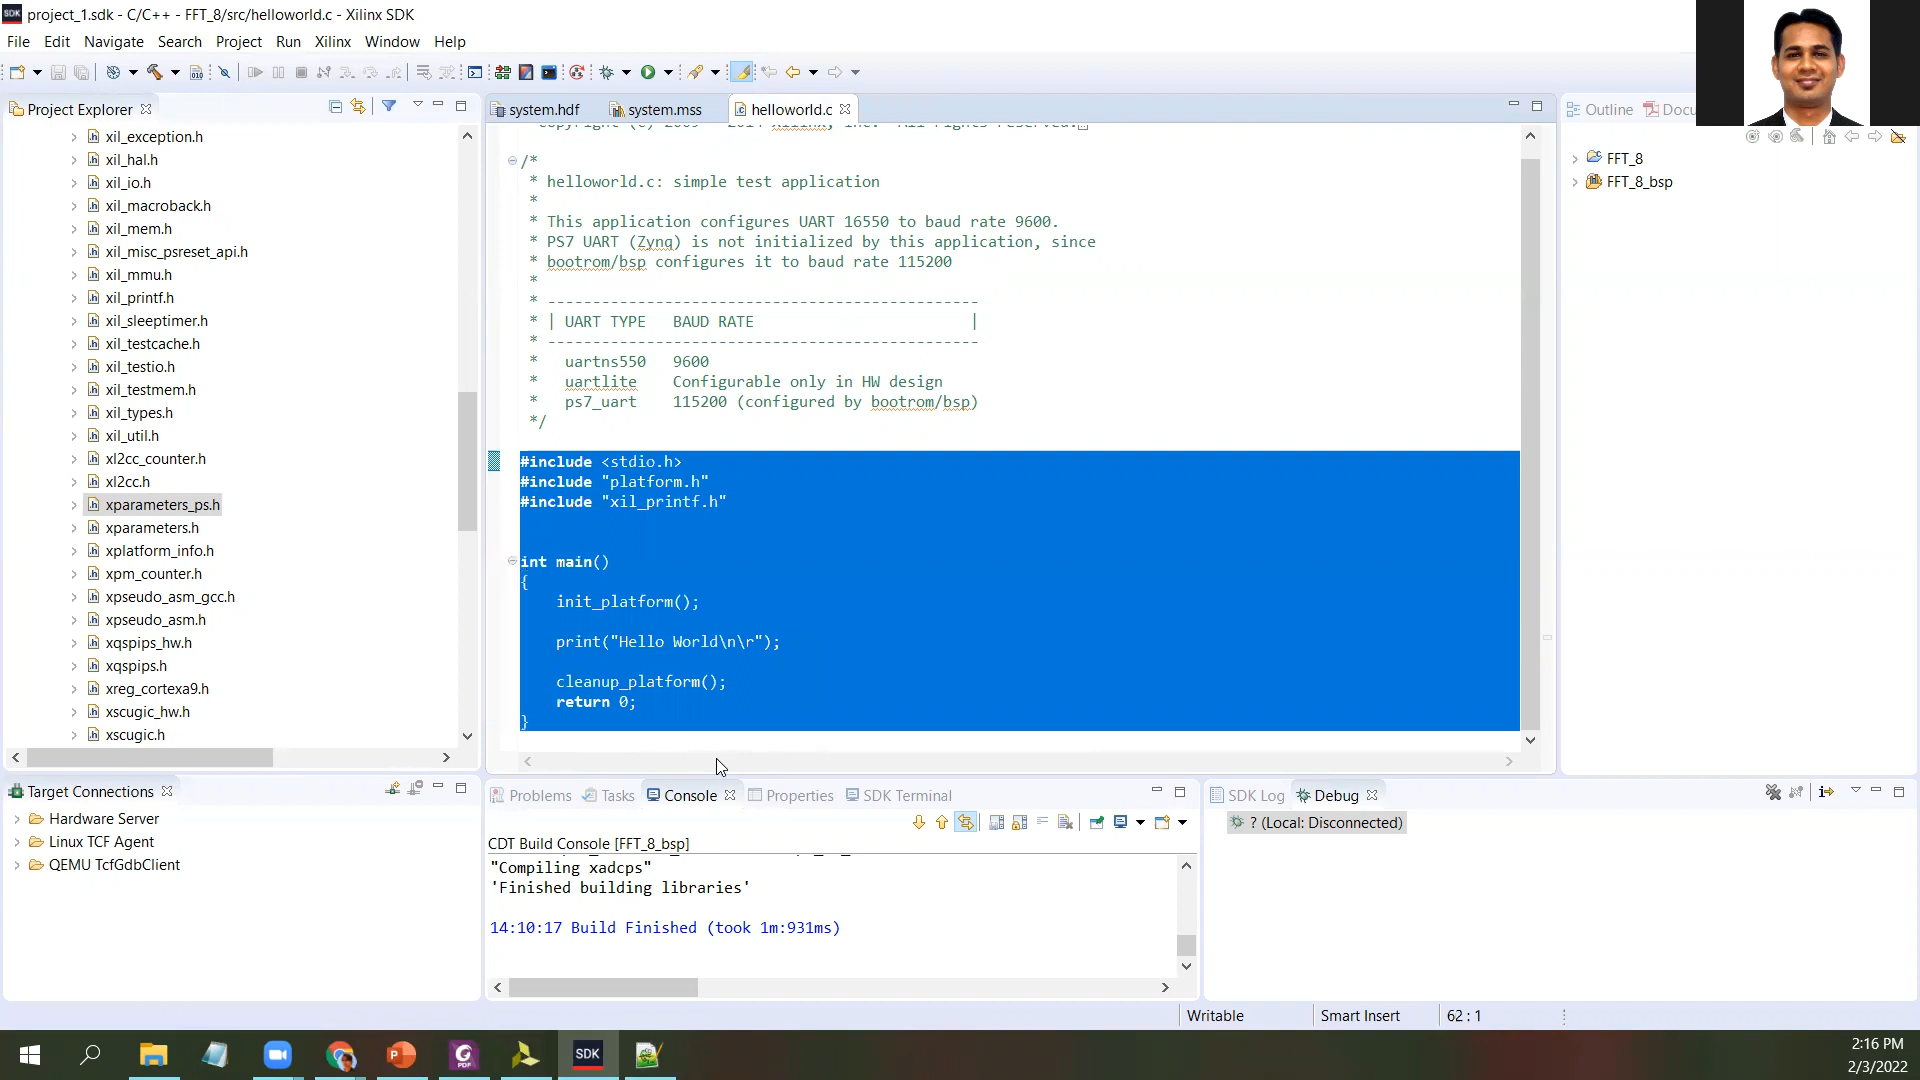 project_1.sdk - C/C++ - FFT_8/src/helloworld.c - Xilinx SDK
File Edit Navigate Search Project Run Xilinx Window Help
Project Explorer
xil_exception.h
xil_hal.h
xil_io.h
xil_macroback.h
xil_mem.h
xil_misc_psreset_api.h
xil_mmu.h
xil_printf.h
xil_sleeptimer.h
xil_testcache.h
xil_testio.h
xil_testmem.h
xil_types.h
xil_util.h
xl2cc_counter.h
xl2cc.h
xparameters_ps.h
xparameters.h
xplatform_info.h
xpm_counter.h
xpseudo_asm_gcc.h
xpseudo_asm.h
xqspips_hw.h
xqspips.h
xreg_cortexa9.h
xscugic_hw.h
xscugic.h
system.hdf system.mss helloworld.c
/*
* helloworld.c: simple test application
*
* This application configures UART 16550 to baud rate 9600.
* PS7 UART (Zynq) is not initialized by this application, since
* bootrom/bsp configures it to baud rate 115200
*
* ------------------------------------------------
* | UART TYPE   BAUD RATE                        |
* ------------------------------------------------
*   uartns550   9600
*   uartlite    Configurable only in HW design
*   ps7_uart    115200 (configured by bootrom/bsp)
*/
#include <stdio.h>
#include "platform.h"
#include "xil_printf.h"
int main()
{
init_platform();
print("Hello World\n\r");
cleanup_platform();
return 0;
}
Outline Docu
FFT_8
FFT_8_bsp
Target Connections
Hardware Server
Linux TCF Agent
QEMU TcfGdbClient
Problems Tasks Console Properties SDK Terminal
CDT Build Console [FFT_8_bsp]
"Compiling xadcps"
'Finished building libraries'
14:10:17 Build Finished (took 1m:931ms)
SDK Log Debug
? (Local: Disconnected)
Writable Smart Insert 62 : 1
SDK
2:16 PM
2/3/2022